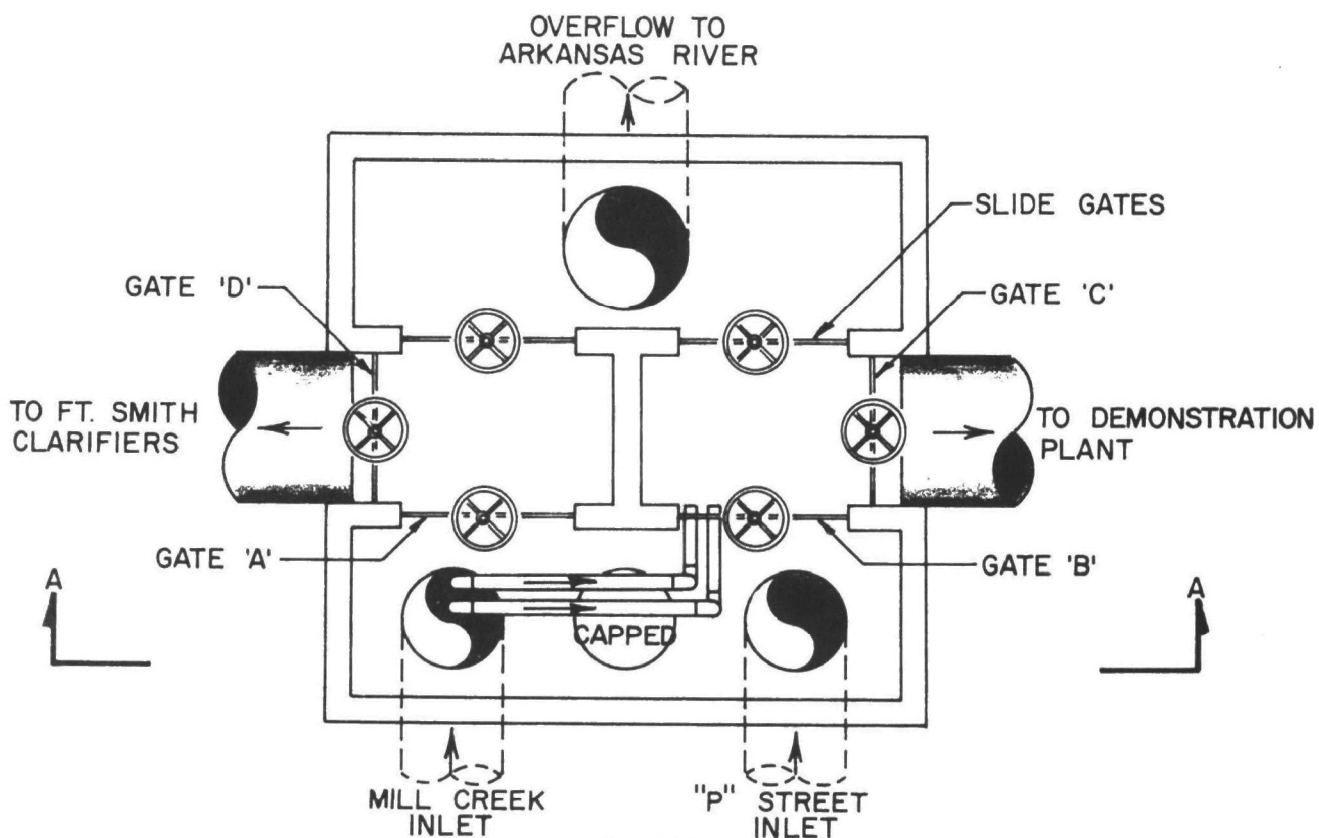 OVERFLOW TO
ARKANSAS RIVER
SLIDE GATES
GATE 'D'
GATE 'C'
TO FT. SMITH
CLARIFIERS
TO DEMONSTRATION
PLANT
GATE 'A'
GATE 'B'
A
A
CAPPED
MILL CREEK
INLET
"P" STREET
INLET